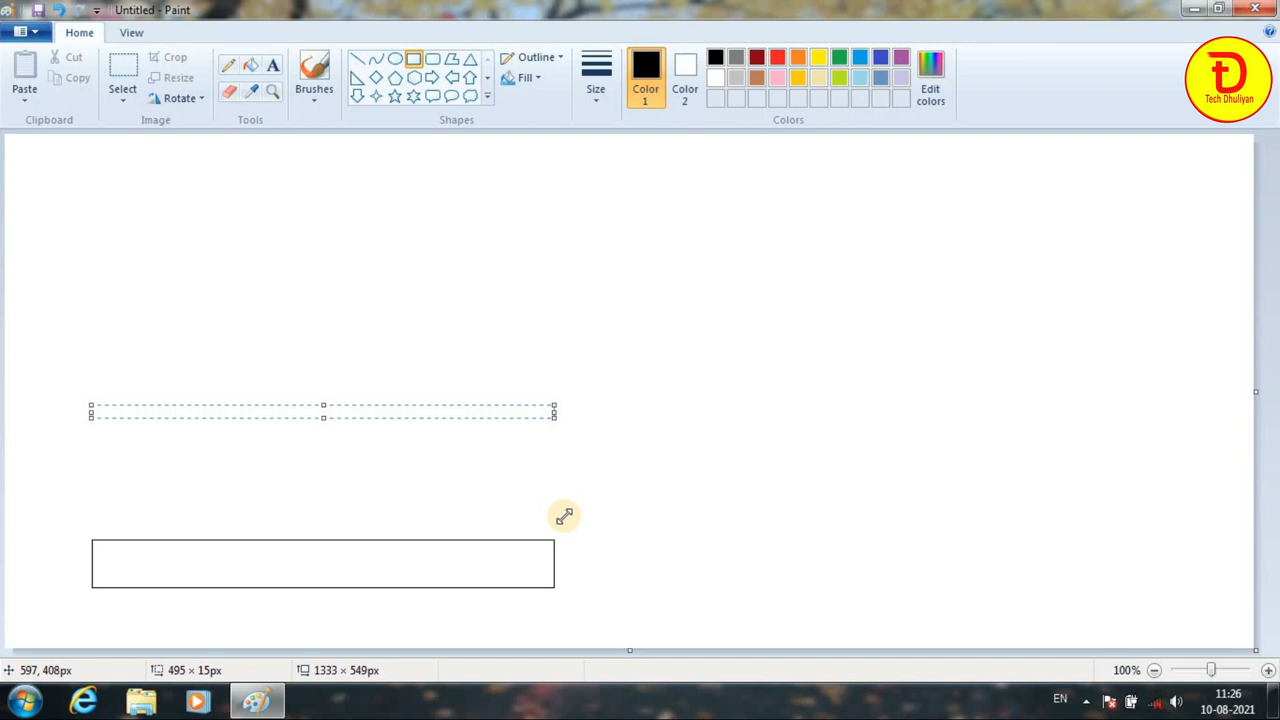 Untitled - Paint
Home View
Paste
Cut
Copy
Clipboard
Select
Crop
Resize
Rotate
Image
A
Tools
Brushes
Outline
Fill
Shapes
Size
Color 1
Color 2
Edit colors
Colors
Tech Dhuliyan
597, 408px
495 × 15px
1333 × 549px
100%
EN
11:26
10-08-2021